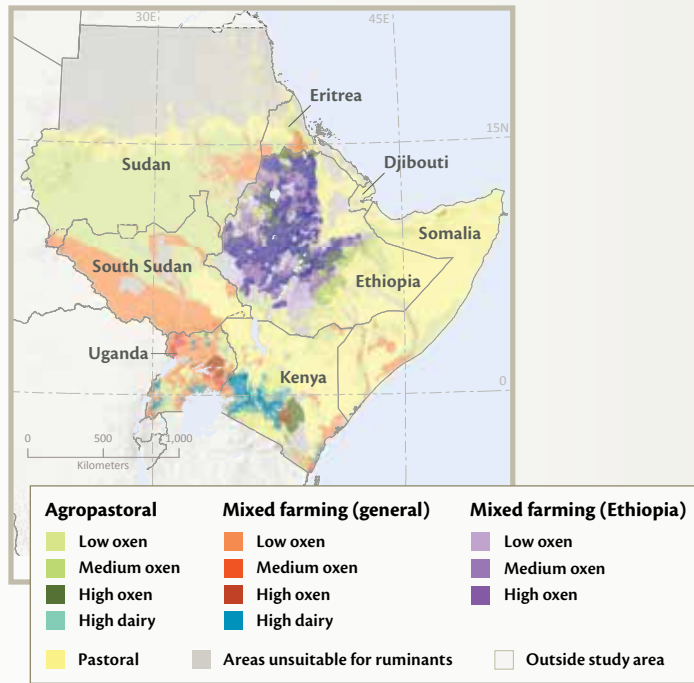 30E
45E
Eritrea
15N
Sudan
Djibouti
Somalia
South Sudan
Ethiopia
Uganda
Kenya
0
0 500 1,000
Kilometers
Agropastoral
Low oxen
Medium oxen
High oxen
High dairy
Mixed farming (general)
Low oxen
Medium oxen
High oxen
High dairy
Mixed farming (Ethiopia)
Low oxen
Medium oxen
High oxen
Pastoral
Areas unsuitable for ruminants
Outside study area